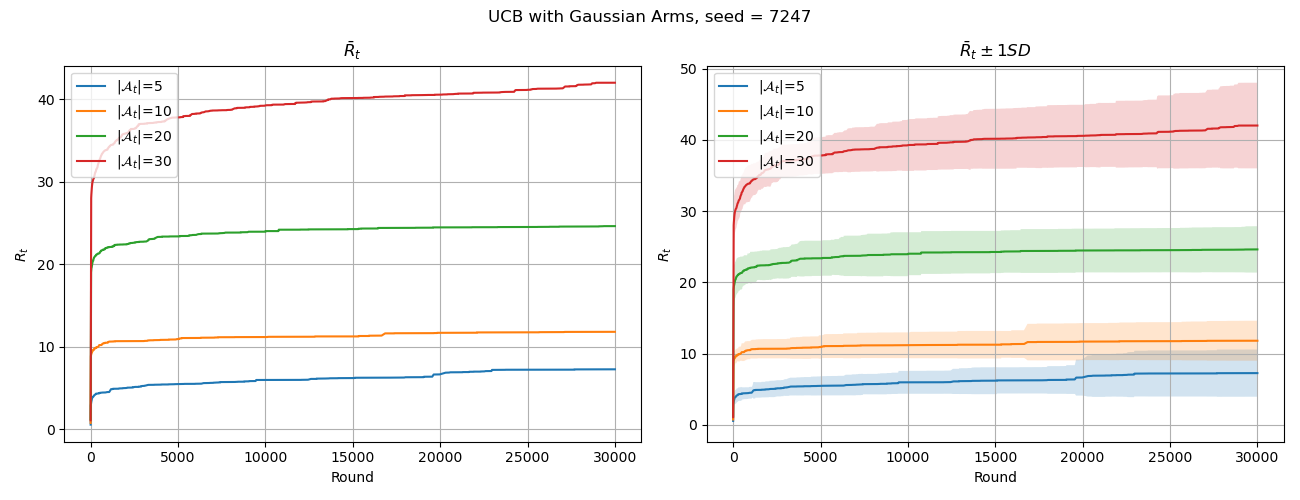 UCB with Gaussian Arms, seed = 7247
R̄ₜ
|𝒜ₜ|=5
|𝒜ₜ|=10
|𝒜ₜ|=20
|𝒜ₜ|=30
40
30
20
10
0
Rₜ
0 5000 10000 15000 20000 25000 30000
Round
R̄ₜ ± 1SD
|𝒜ₜ|=5
|𝒜ₜ|=10
|𝒜ₜ|=20
|𝒜ₜ|=30
50
40
30
20
10
0
Rₜ
0 5000 10000 15000 20000 25000 30000
Round